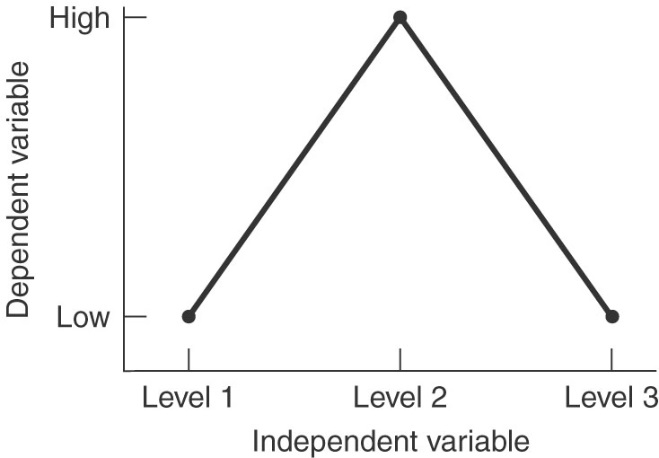 High
Dependent variable
Low
Level 1
Level 2
Level 3
Independent variable